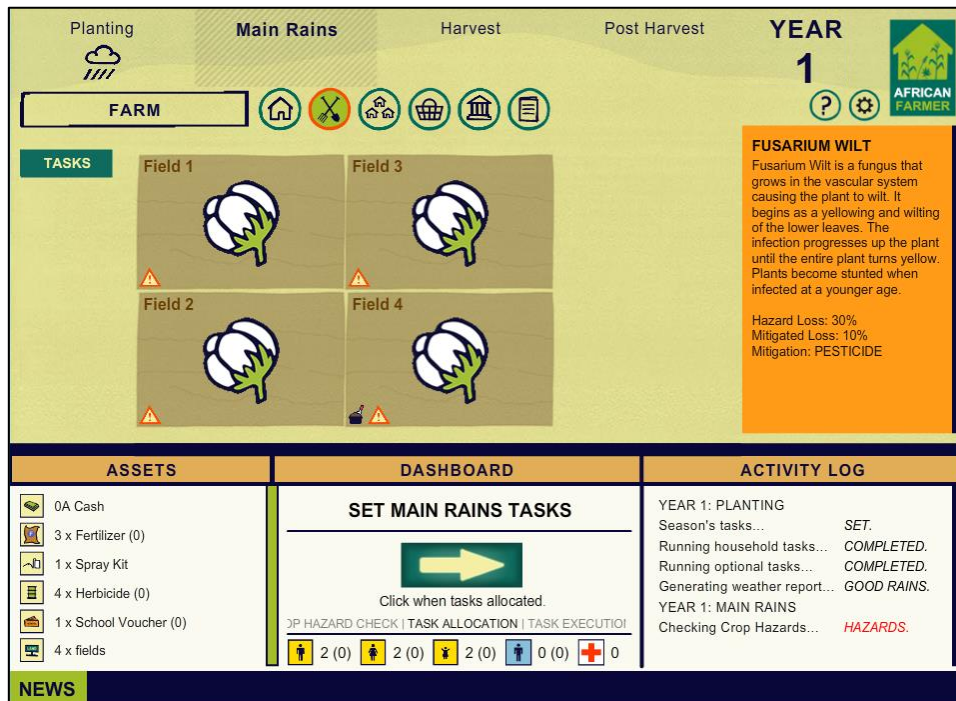 Planting
Main Rains
Harvest
Post Harvest
YEAR
1
AFRICAN
FARMER
FARM
?
TASKS
Field 1
Field 3
Field 2
Field 4
FUSARIUM WILT
Fusarium Wilt is a fungus that
grows in the vascular system
causing the plant to wilt. It
begins as a yellowing and wilting
of the lower leaves. The
infection progresses up the plant
until the entire plant turns yellow.
Plants become stunted when
infected at a younger age.
Hazard Loss: 30%
Mitigated Loss: 10%
Mitigation: PESTICIDE
ASSETS
0A Cash
3 x Fertilizer (0)
1 x Spray Kit
4 x Herbicide (0)
1 x School Voucher (0)
4 x fields
DASHBOARD
SET MAIN RAINS TASKS
Click when tasks allocated.
OP HAZARD CHECK | TASK ALLOCATION | TASK EXECUTION
2 (0) 2 (0) 2 (0) 0 (0) 0
ACTIVITY LOG
YEAR 1: PLANTING
Season's tasks... SET.
Running household tasks... COMPLETED.
Running optional tasks... COMPLETED.
Generating weather report... GOOD RAINS.
YEAR 1: MAIN RAINS
Checking Crop Hazards... HAZARDS.
NEWS